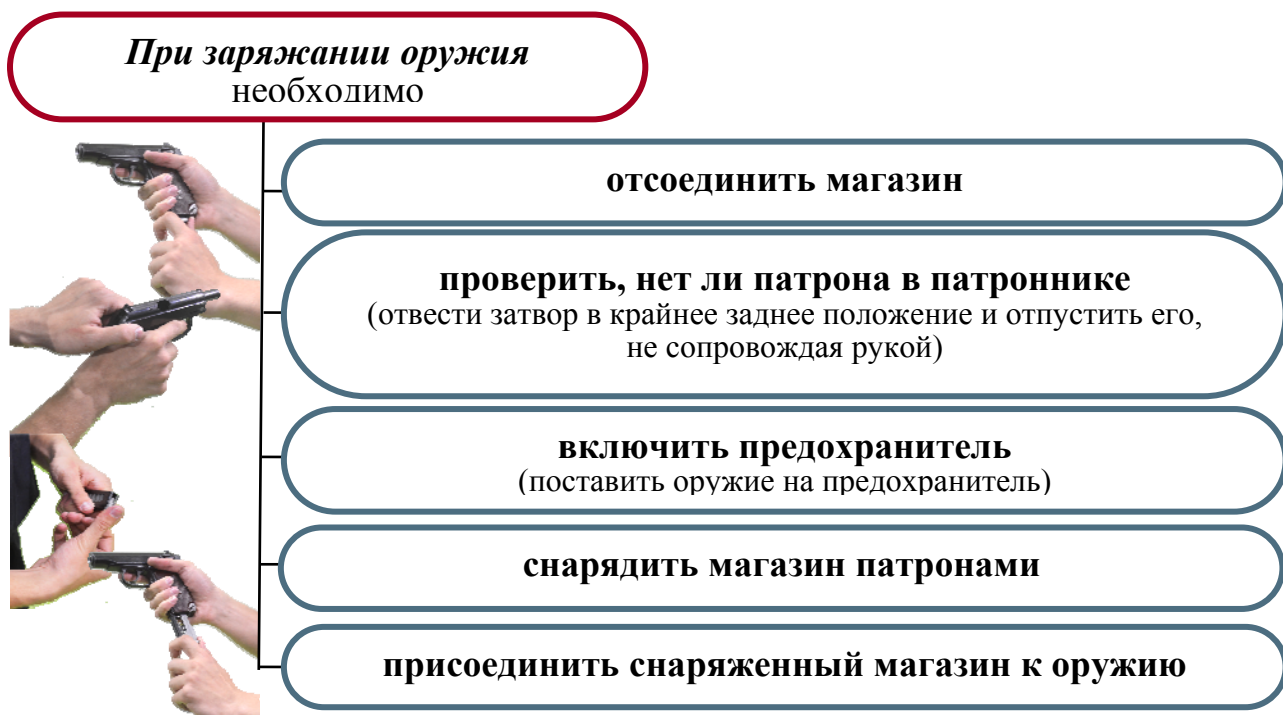 При заряжании оружия
необходимо
отсоединить магазин
проверить, нет ли патрона в патроннике
(отвести затвор в крайнее заднее положение и отпустить его,
не сопровождая рукой)
включить предохранитель
(поставить оружие на предохранитель)
снарядить магазин патронами
присоединить снаряженный магазин к оружию